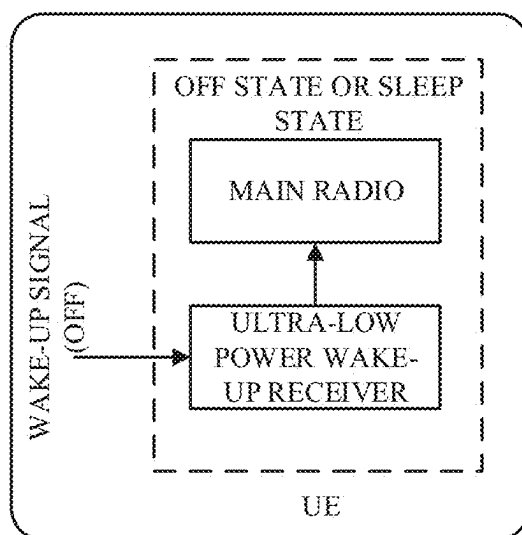 OFF STATE OR SLEEP
STATE
MAIN RADIO
WAKE-UP SIGNAL
(OFF)
ULTRA-LOW
POWER WAKE-
UP RECEIVER
UE